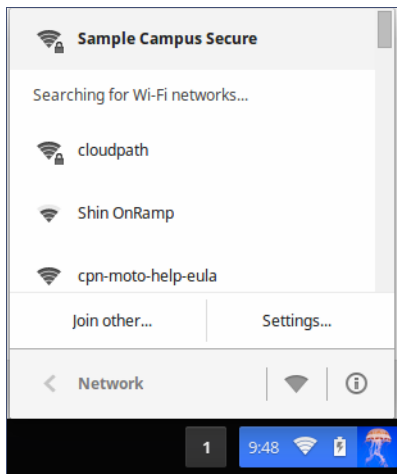 Sample Campus Secure
Searching for Wi-Fi networks...
cloudpath
Shin OnRamp
cpn-moto-help-eula
Join other... Settings...
Network
1 9:48